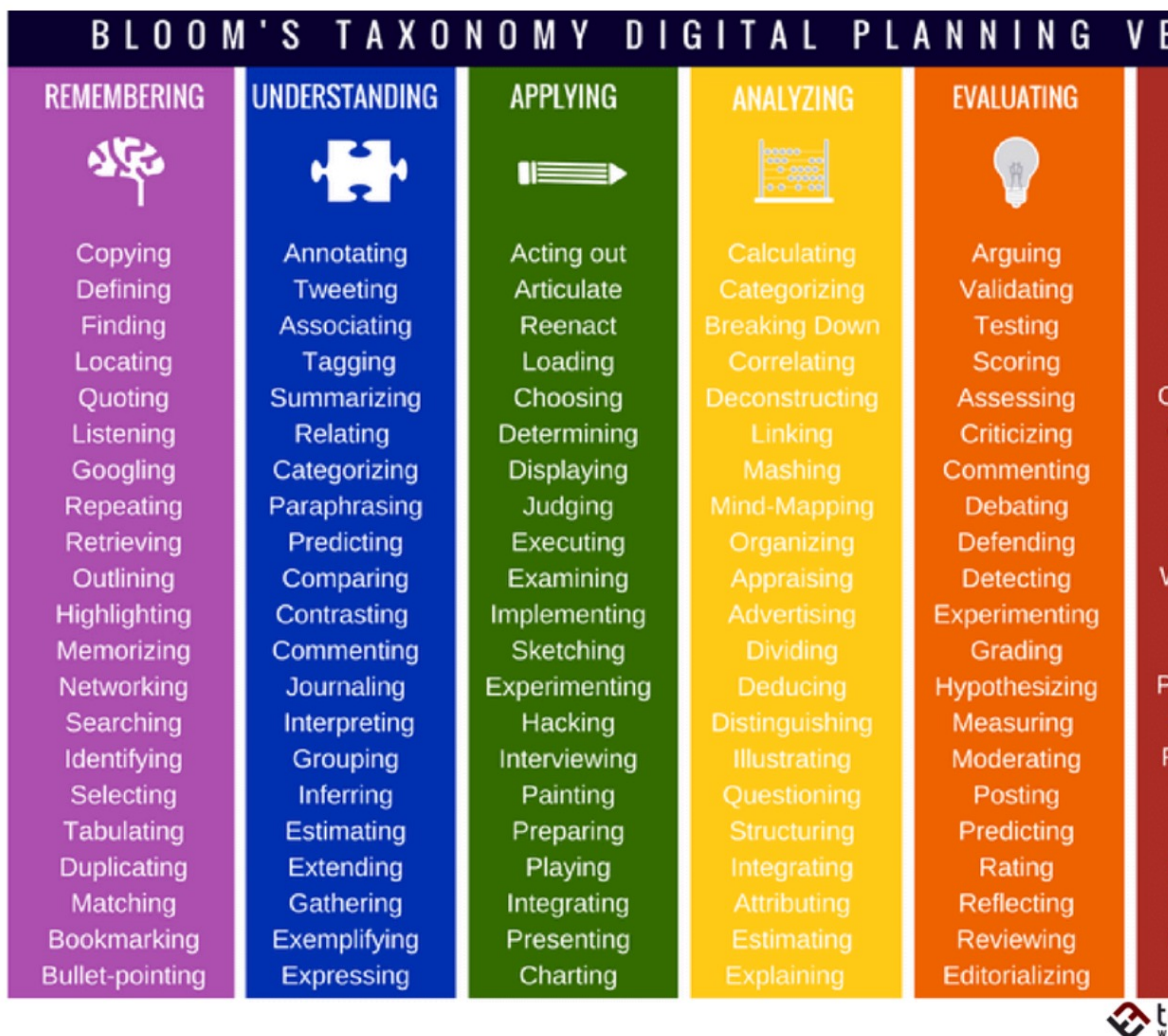 BLOOM'S TAXONOMY DIGITAL PLANNING
REMEMBERING
Copying
Defining
Finding
Locating
Quoting
Listening
Googling
Repeating
Retrieving
Outlining
Highlighting
Memorizing
Networking
Searching
Identifying
Selecting
Tabulating
Duplicating
Matching
Bookmarking
Bullet-pointing
UNDERSTANDING
Annotating
Tweeting
Associating
Tagging
Summarizing
Relating
Categorizing
Paraphrasing
Predicting
Comparing
Contrasting
Commenting
Journaling
Interpreting
Grouping
Inferring
Estimating
Extending
Gathering
Exemplifying
Expressing
APPLYING
Acting out
Articulate
Reenact
Loading
Choosing
Determining
Displaying
Judging
Executing
Examining
Implementing
Sketching
Experimenting
Hacking
Interviewing
Painting
Preparing
Playing
Integrating
Presenting
Charting
ANALYZING
Calculating
Categorizing
Breaking Down
Correlating
Deconstructing
Linking
Mashing
Mind-Mapping
Organizing
Appraising
Advertising
Dividing
Deducing
Distinguishing
Illustrating
Questioning
Structuring
Integrating
Attributing
Estimating
Explaining
EVALUATING
Arguing
Validating
Testing
Scoring
Assessing
Criticizing
Commenting
Debating
Defending
Detecting
Experimenting
Grading
Hypothesizing
Measuring
Moderating
Posting
Predicting
Rating
Reflecting
Reviewing
Editorializing